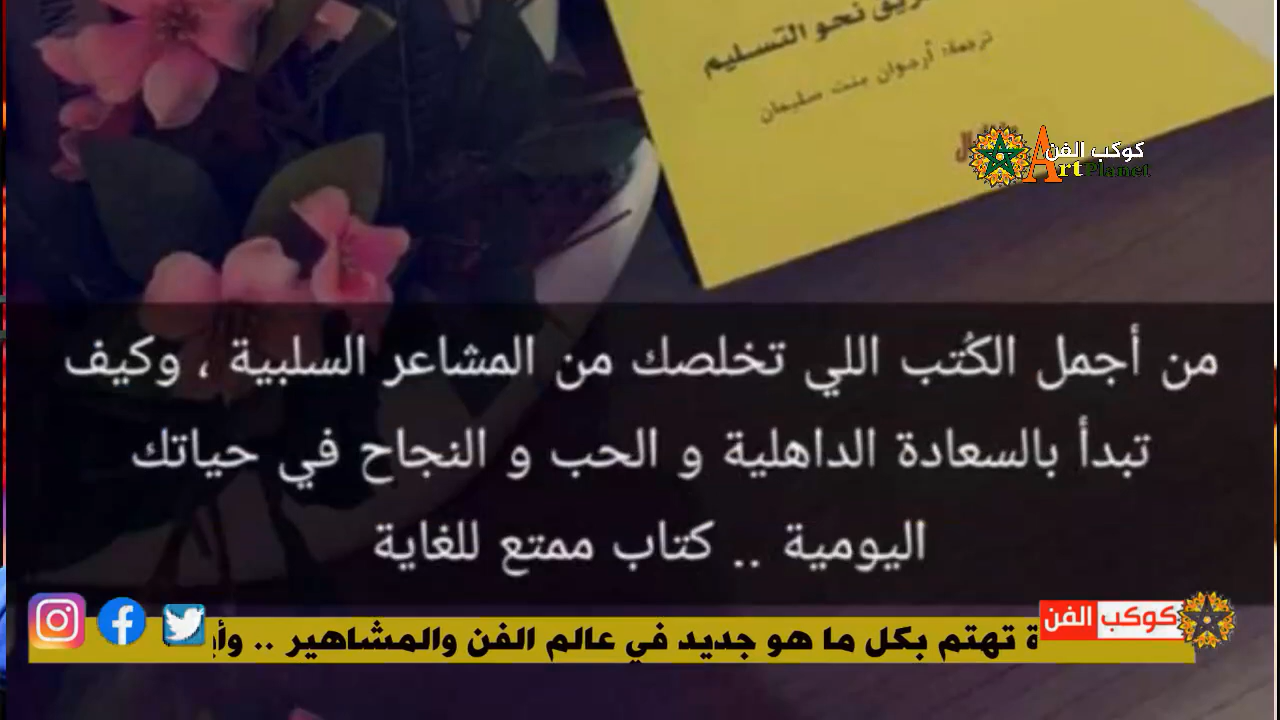 نحو التسليم
ترجمة: أرجوان بنت سليمان
كوكب الفن
Art Planet
من أجمل الكُتب اللي تخلصك من المشاعر السلبية ، وكيف
تبدأ بالسعادة الداهلية و الحب و النجاح في حياتك
اليومية .. كتاب ممتع للغاية
كوكب الفن
ة تهتم بكل ما هو جديد في عالم الفن والمشاهير ..